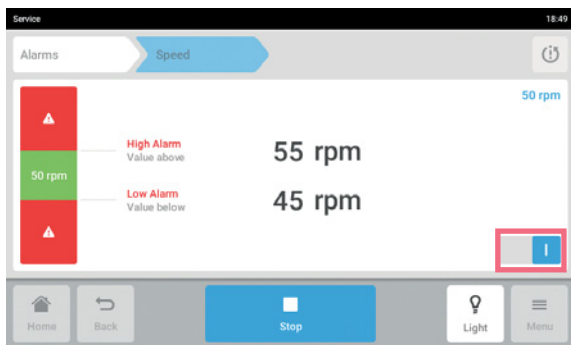 Service
18:49
Alarms
Speed
50 rpm
High Alarm
Value above
55 rpm
50 rpm
Low Alarm
Value below
45 rpm
I
Home
Back
Stop
Light
Menu